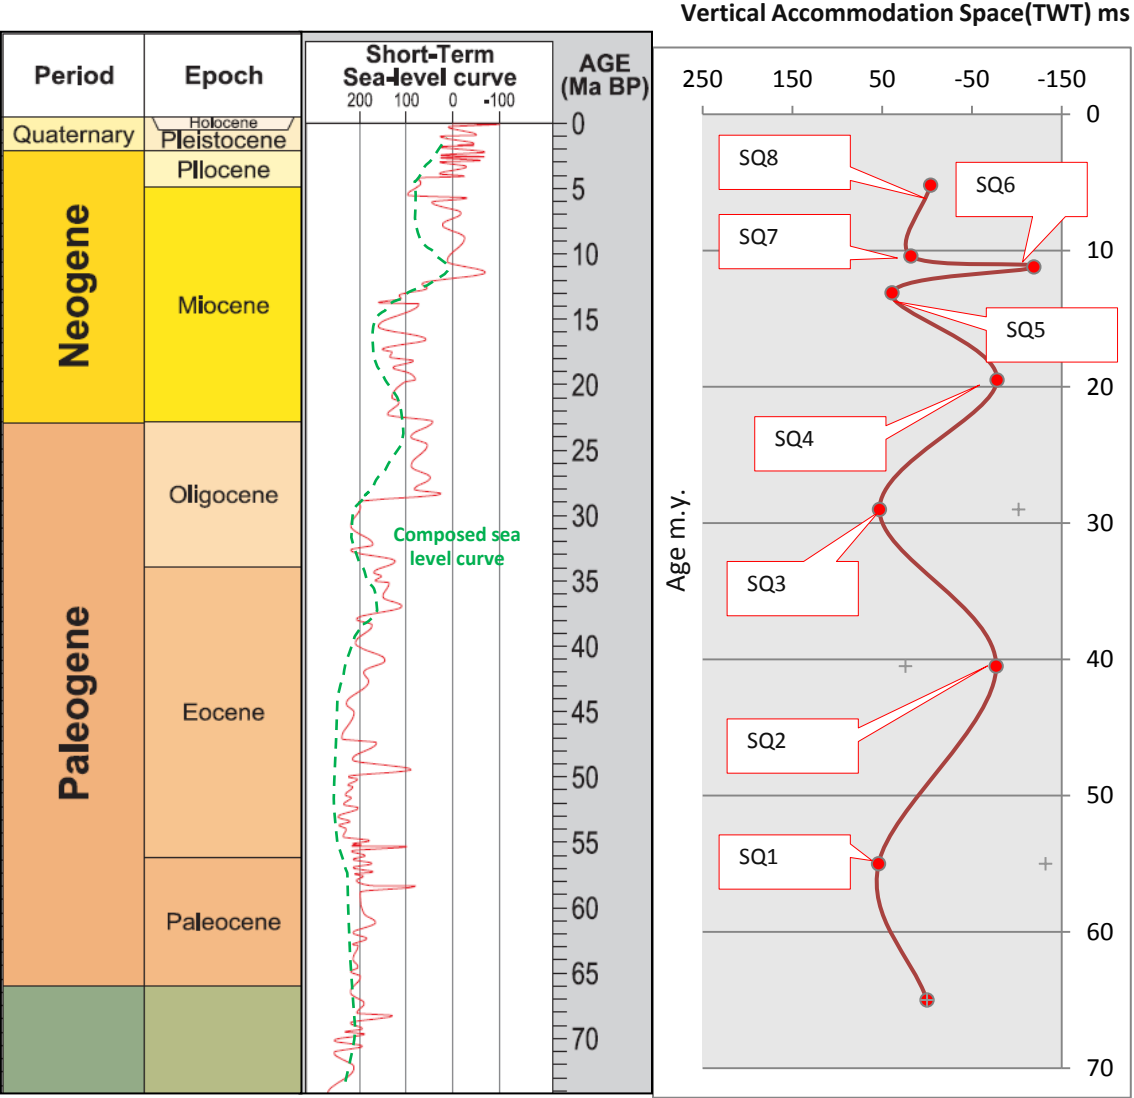 Vertical Accommodation Space(TWT) ms
Period
Epoch
Short-Term
Sea-level curve
200 100 0 -100
AGE
(Ma BP)
250 150 50 -50 -150
Quaternary
Holocene
Pleistocene
Pliocene
Neogene
Miocene
Oligocene
Paleogene
Eocene
Paleocene
Composed sea
level curve
0
5
10
15
20
25
30
35
40
45
50
55
60
65
70
Age m.y.
SQ8
SQ6
SQ7
SQ5
SQ4
SQ3
SQ2
SQ1
0
10
20
30
40
50
60
70